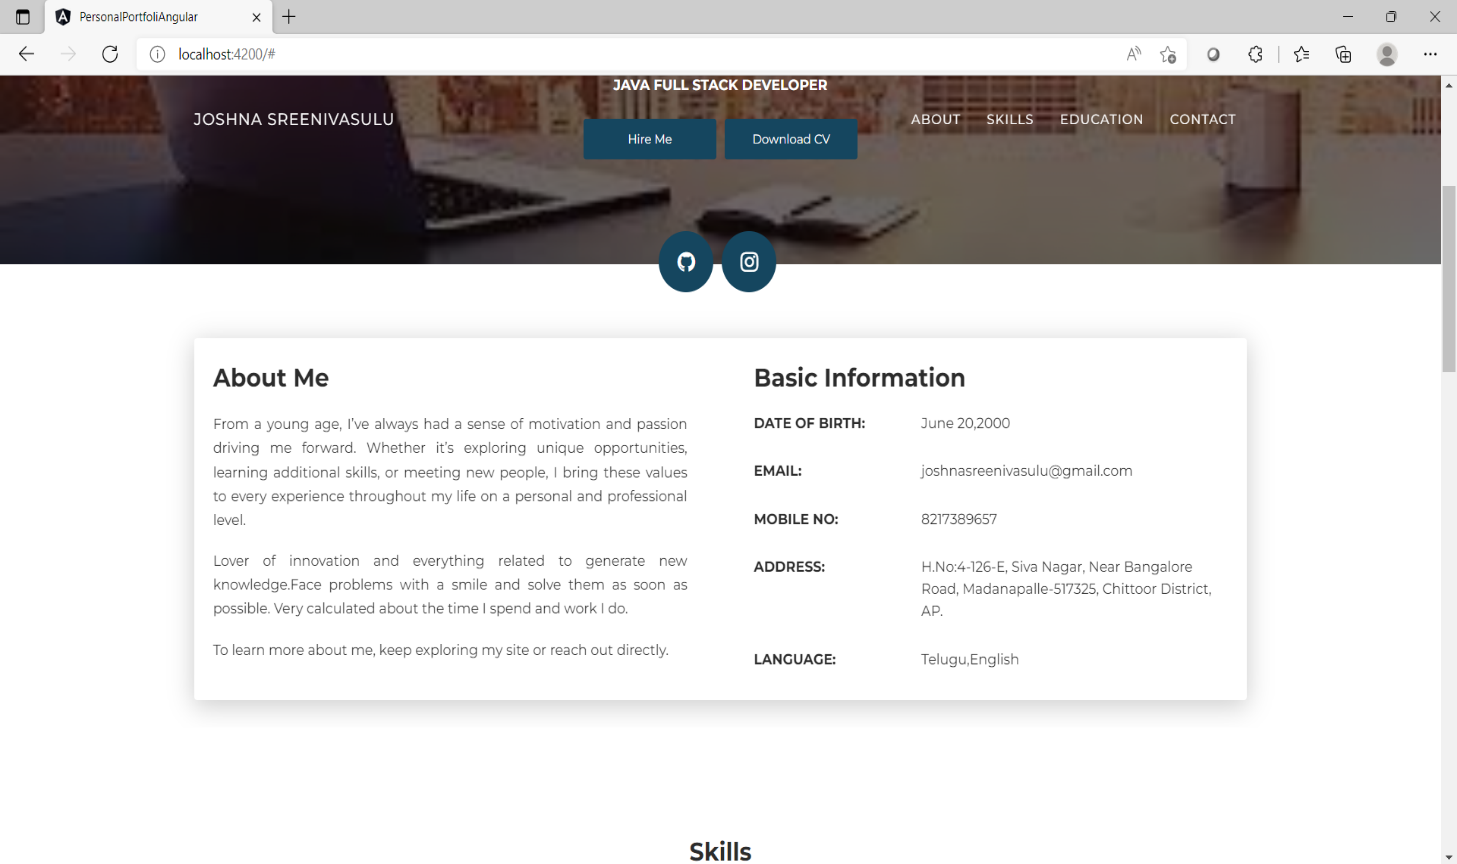 PersonalPortfoliAngular
localhost:4200/#
JAVA FULL STACK DEVELOPER
JOSHNA SREENIVASULU
ABOUT SKILLS EDUCATION CONTACT
Hire Me Download CV
About Me
From a young age, I've always had a sense of motivation and passion
driving me forward. Whether it's exploring unique opportunities,
learning additional skills, or meeting new people, I bring these values
to every experience throughout my life on a personal and professional
level.
Lover of innovation and everything related to generate new
knowledge.Face problems with a smile and solve them as soon as
possible. Very calculated about the time I spend and work I do.
To learn more about me, keep exploring my site or reach out directly.
Basic Information
DATE OF BIRTH: June 20,2000
EMAIL: joshnasreenivasulu@gmail.com
MOBILE NO: 8217389657
ADDRESS: H.No:4-126-E, Siva Nagar, Near Bangalore
Road, Madanapalle-517325, Chittoor District,
AP.
LANGUAGE: Telugu,English
Skills